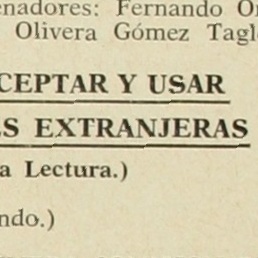 enadores: Fernando O
Olivera Gómez Tagl
CEPTAR Y USAR
S EXTRANJERAS
a Lectura.)
ndo.)